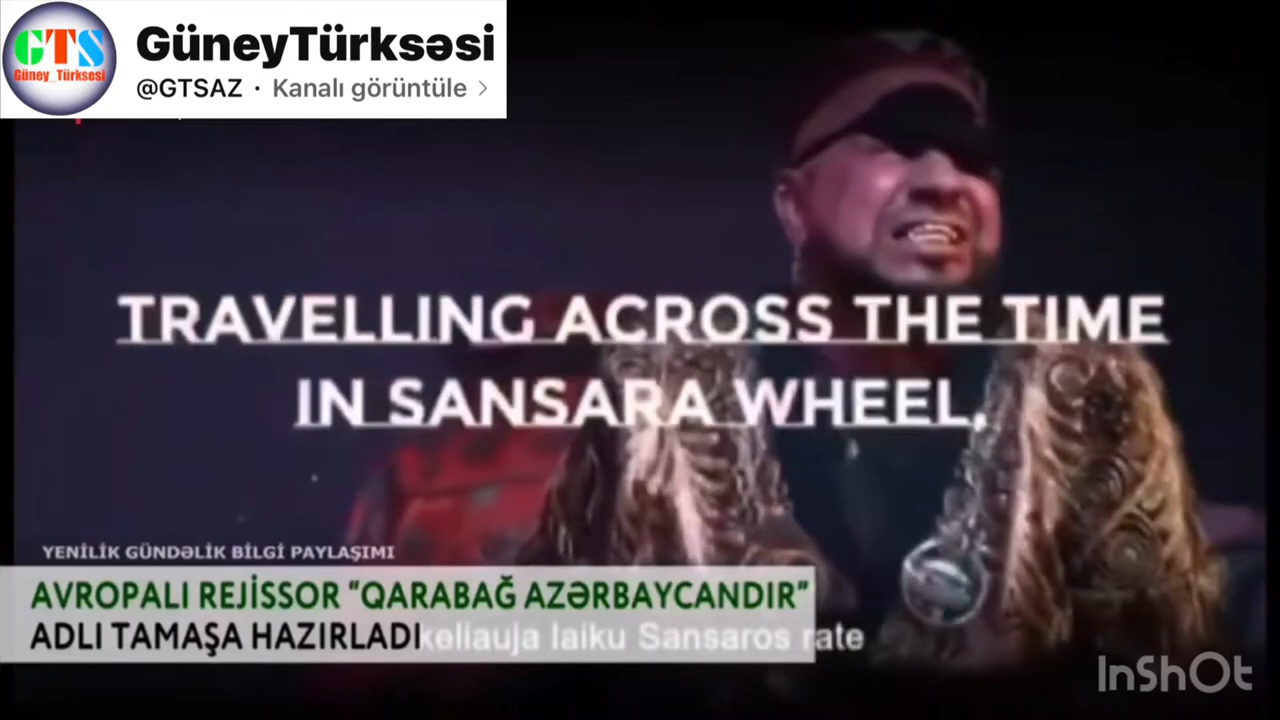 GTS
Güney_Türksesi
GüneyTürksəsi
@GTSAZ · Kanalı görüntüle >
TRAVELLING ACROSS THE TIME
IN SANSARA WHEEL.
YENİLİK GÜNDƏLİK BİLGİ PAYLAŞIMI
AVROPALI REJİSSOR "QARABAĞ AZƏRBAYCANDIR"
ADLI TAMAŞA HAZIRLADI
keliauja laiku Sansaros rate
InShOt